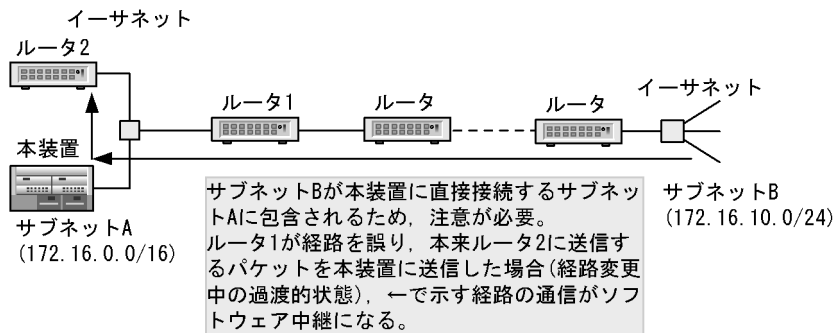 イーサネット
ルータ2
ルータ1
ルータ
ルータ
イーサネット
本装置
サブネットA
(172.16.0.0/16)
サブネットBが本装置に直接接続するサブネッ
トAに包含されるため，注意が必要。
ルータ1が経路を誤り，本来ルータ2に送信す
るパケットを本装置に送信した場合(経路変更
中の過渡的状態)，←で示す経路の通信がソフ
トウェア中継になる。
サブネットB
(172.16.10.0/24)